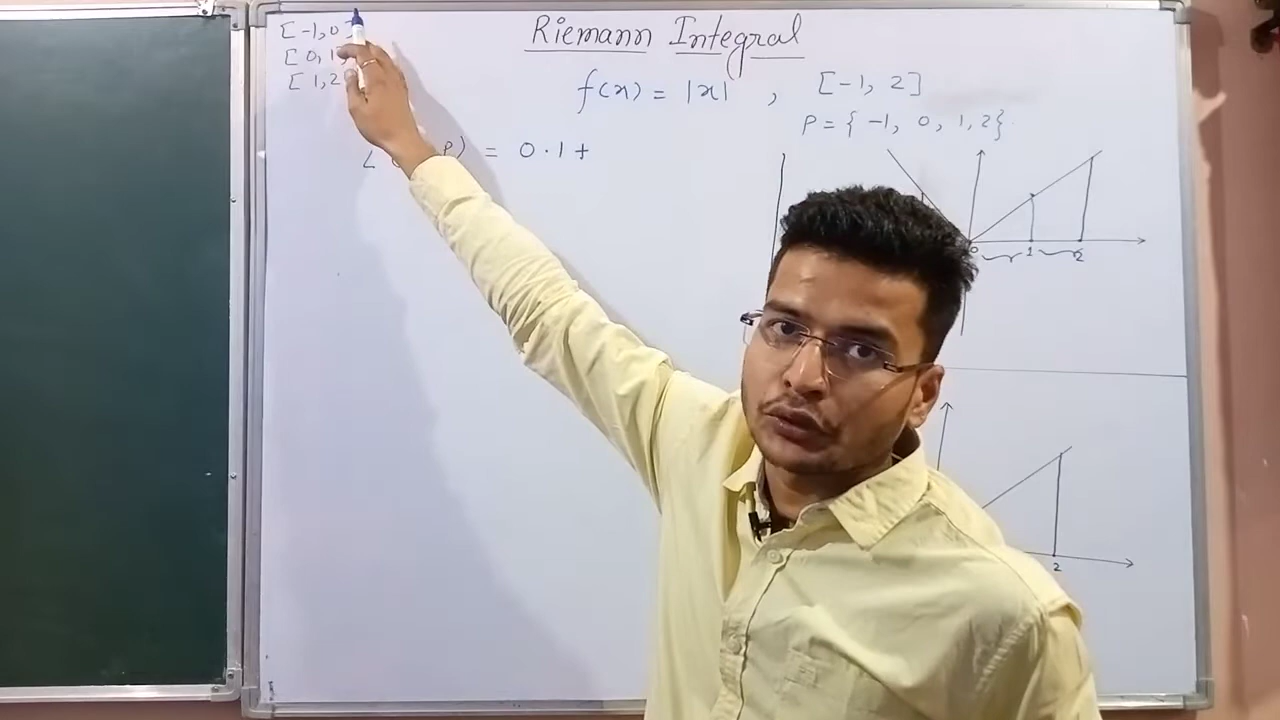 [-1,0]
[0,1
[1,2
Riemann Integral
f(x) = |x| , [-1, 2]
P = { -1, 0, 1, 2}
P) = 0.1 +
0 1 2
2